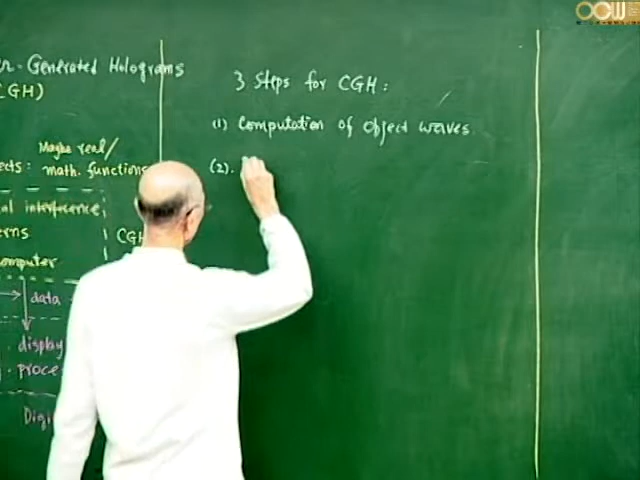 OCW
Generated Holograms
GH)
Maybe real/
ects: math. functions
al interference
erns
CGH
omputer
data
display
proce
Digi
3 Steps for CGH:
(1) Computation of object waves
(2).